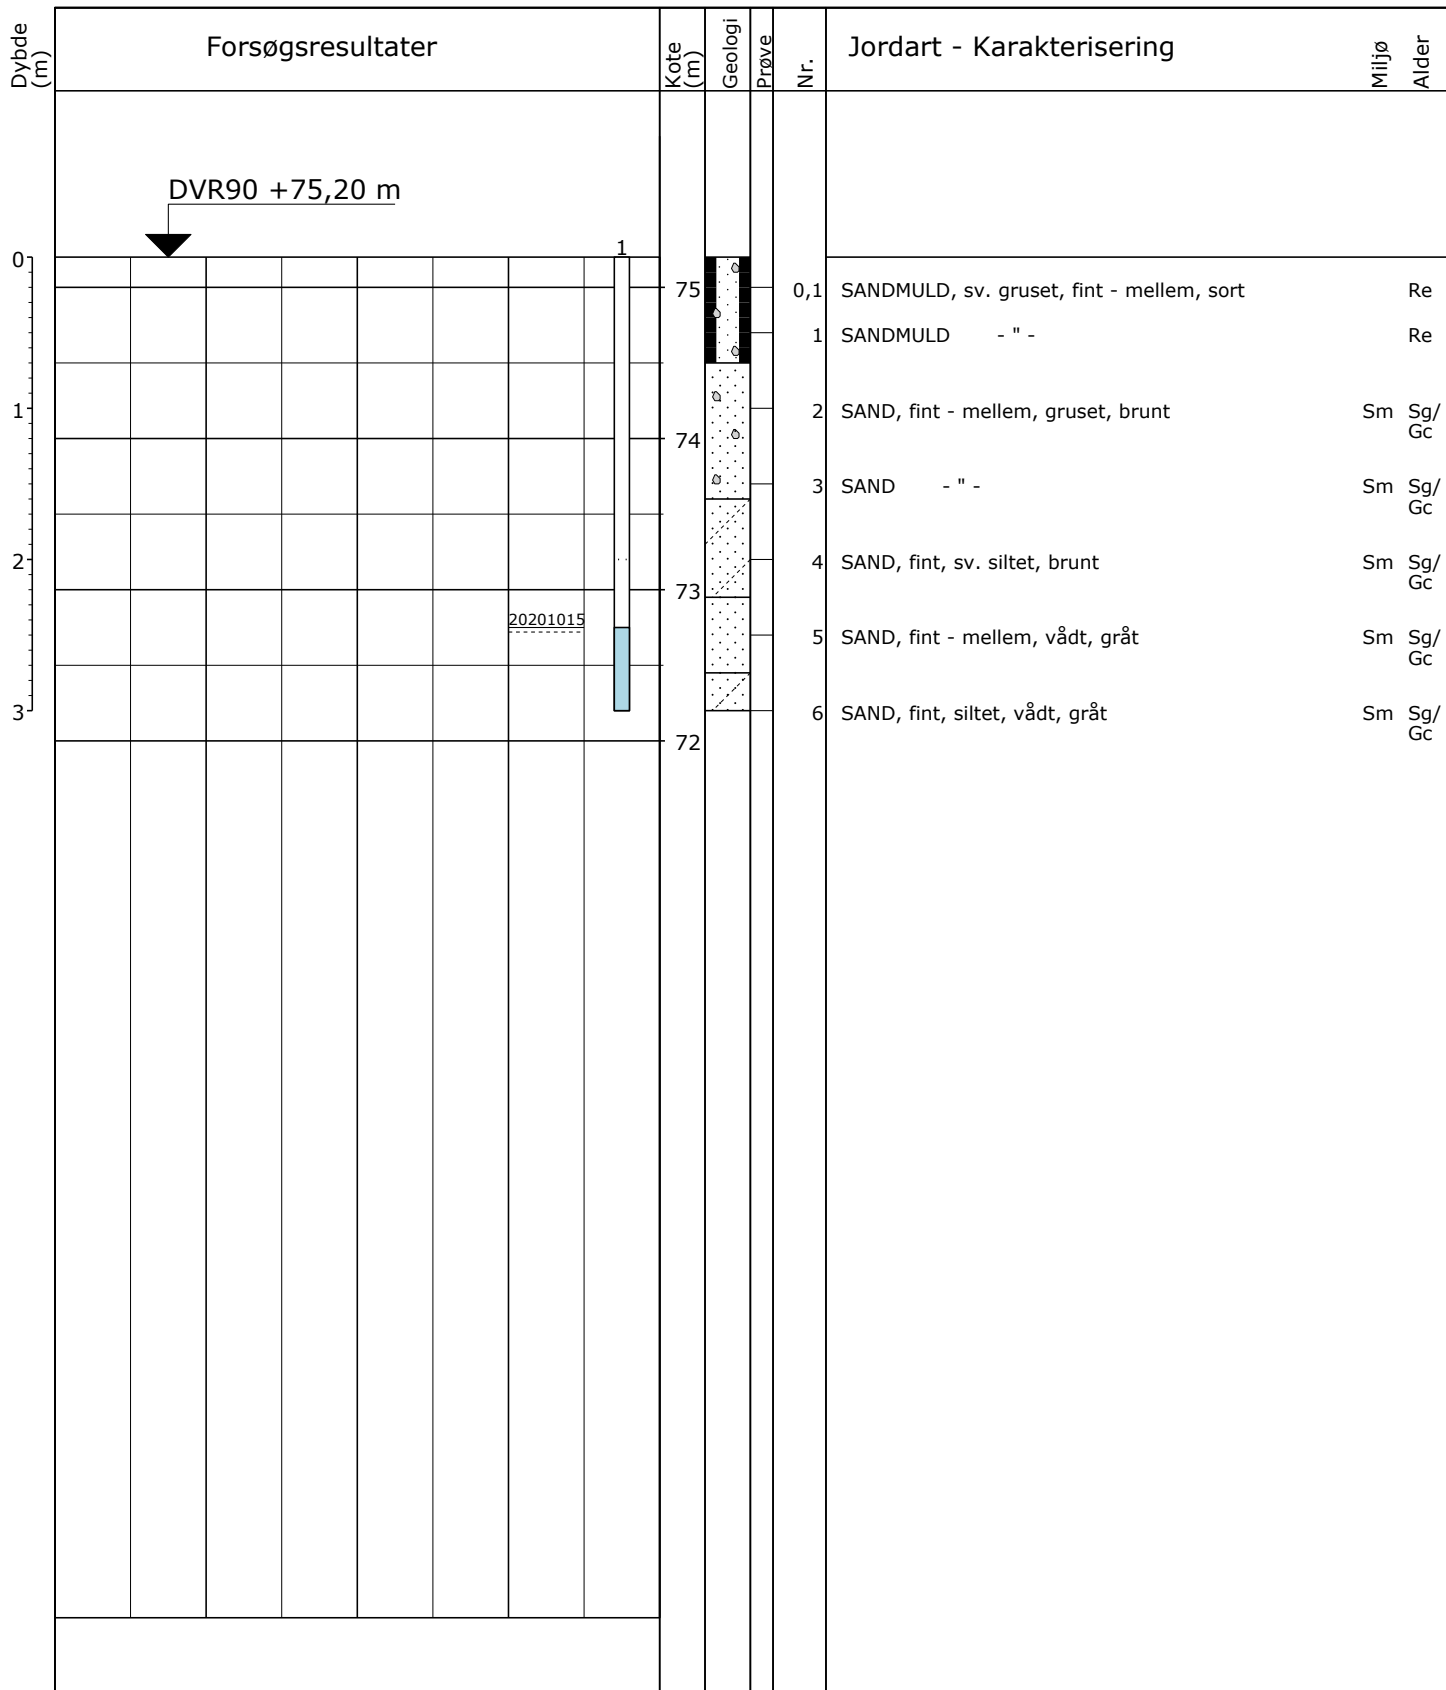 Dybde (m)
Forsøgsresultater
Kote (m)
Geologi
Prøve
Nr.
Jordart - Karakterisering
Miljø
Alder
DVR90 +75,20 m
1
0
75
0,1 SANDMULD, sv. gruset, fint - mellem, sort Re
1 SANDMULD - " - Re
1
2 SAND, fint - mellem, gruset, brunt Sm Sg/
Gc
74
3 SAND - " - Sm Sg/
Gc
2
4 SAND, fint, sv. siltet, brunt Sm Sg/
Gc
73
20201015
5 SAND, fint - mellem, vådt, gråt Sm Sg/
Gc
3
6 SAND, fint, siltet, vådt, gråt Sm Sg/
Gc
72